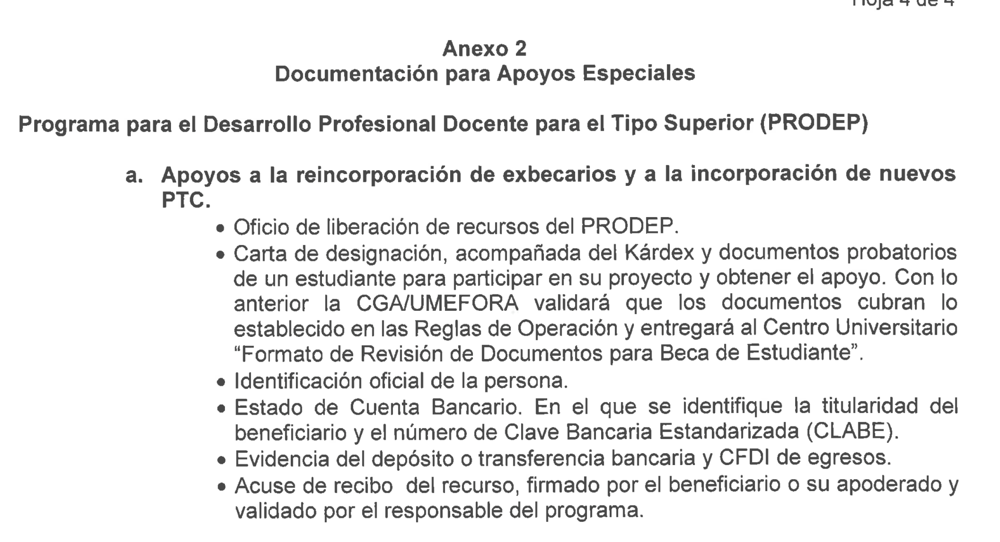 Hoja 4 de 4
Anexo 2
Documentación para Apoyos Especiales
Programa para el Desarrollo Profesional Docente para el Tipo Superior (PRODEP)
a. Apoyos a la reincorporación de exbecarios y a la incorporación de nuevos
PTC.
• Oficio de liberación de recursos del PRODEP.
• Carta de designación, acompañada del Kárdex y documentos probatorios
de un estudiante para participar en su proyecto y obtener el apoyo. Con lo
anterior la CGA/UMEFORA validará que los documentos cubran lo
establecido en las Reglas de Operación y entregará al Centro Universitario
“Formato de Revisión de Documentos para Beca de Estudiante”.
• Identificación oficial de la persona.
• Estado de Cuenta Bancario. En el que se identifique la titularidad del
beneficiario y el número de Clave Bancaria Estandarizada (CLABE).
• Evidencia del depósito o transferencia bancaria y CFDI de egresos.
• Acuse de recibo del recurso, firmado por el beneficiario o su apoderado y
validado por el responsable del programa.